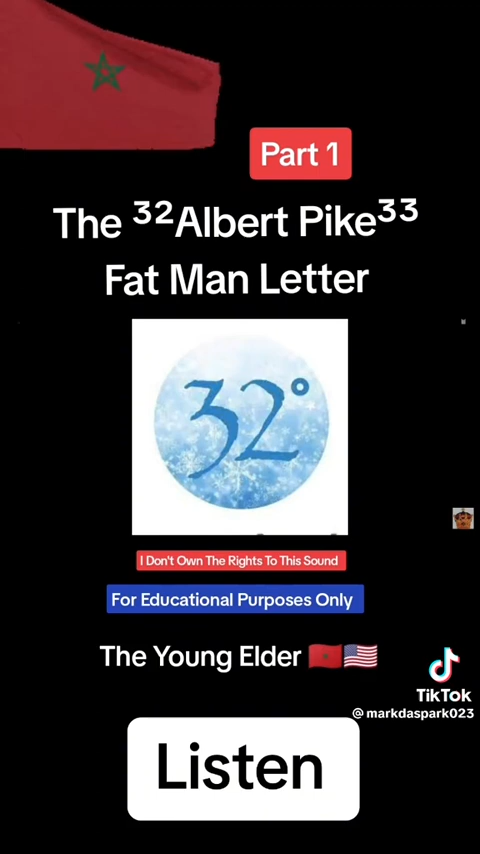 Part 1
The ³²Albert Pike³³
Fat Man Letter
32°
I Don't Own The Rights To This Sound
For Educational Purposes Only
The Young Elder 🇲🇦🇺🇸
TikTok
@markdaspark023
Listen